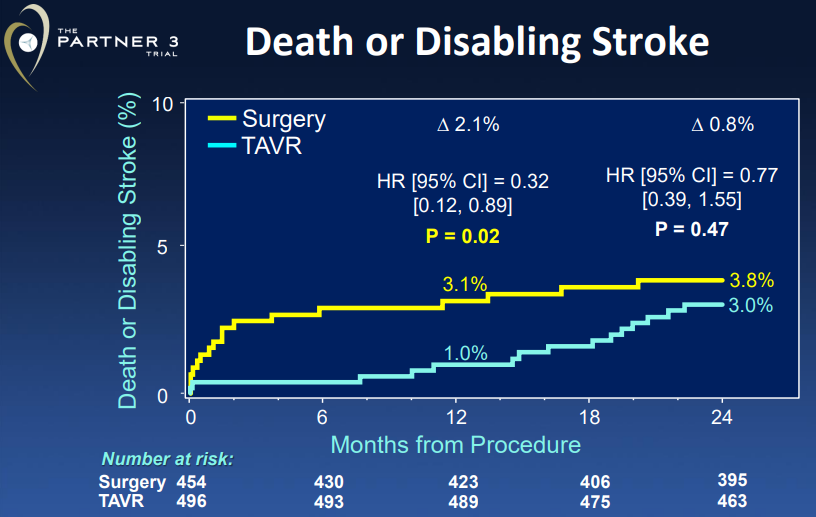 THE
PARTNER 3
TRIAL
Death or Disabling Stroke
Death or Disabling Stroke (%)
10
5
0
Surgery
TAVR
Δ 2.1%
Δ 0.8%
HR [95% CI] = 0.32
[0.12, 0.89]
P = 0.02
HR [95% CI] = 0.77
[0.39, 1.55]
P = 0.47
3.1%
3.8%
1.0%
3.0%
0 6 12 18 24
Months from Procedure
Number at risk:
Surgery 454 430 423 406 395
TAVR 496 493 489 475 463